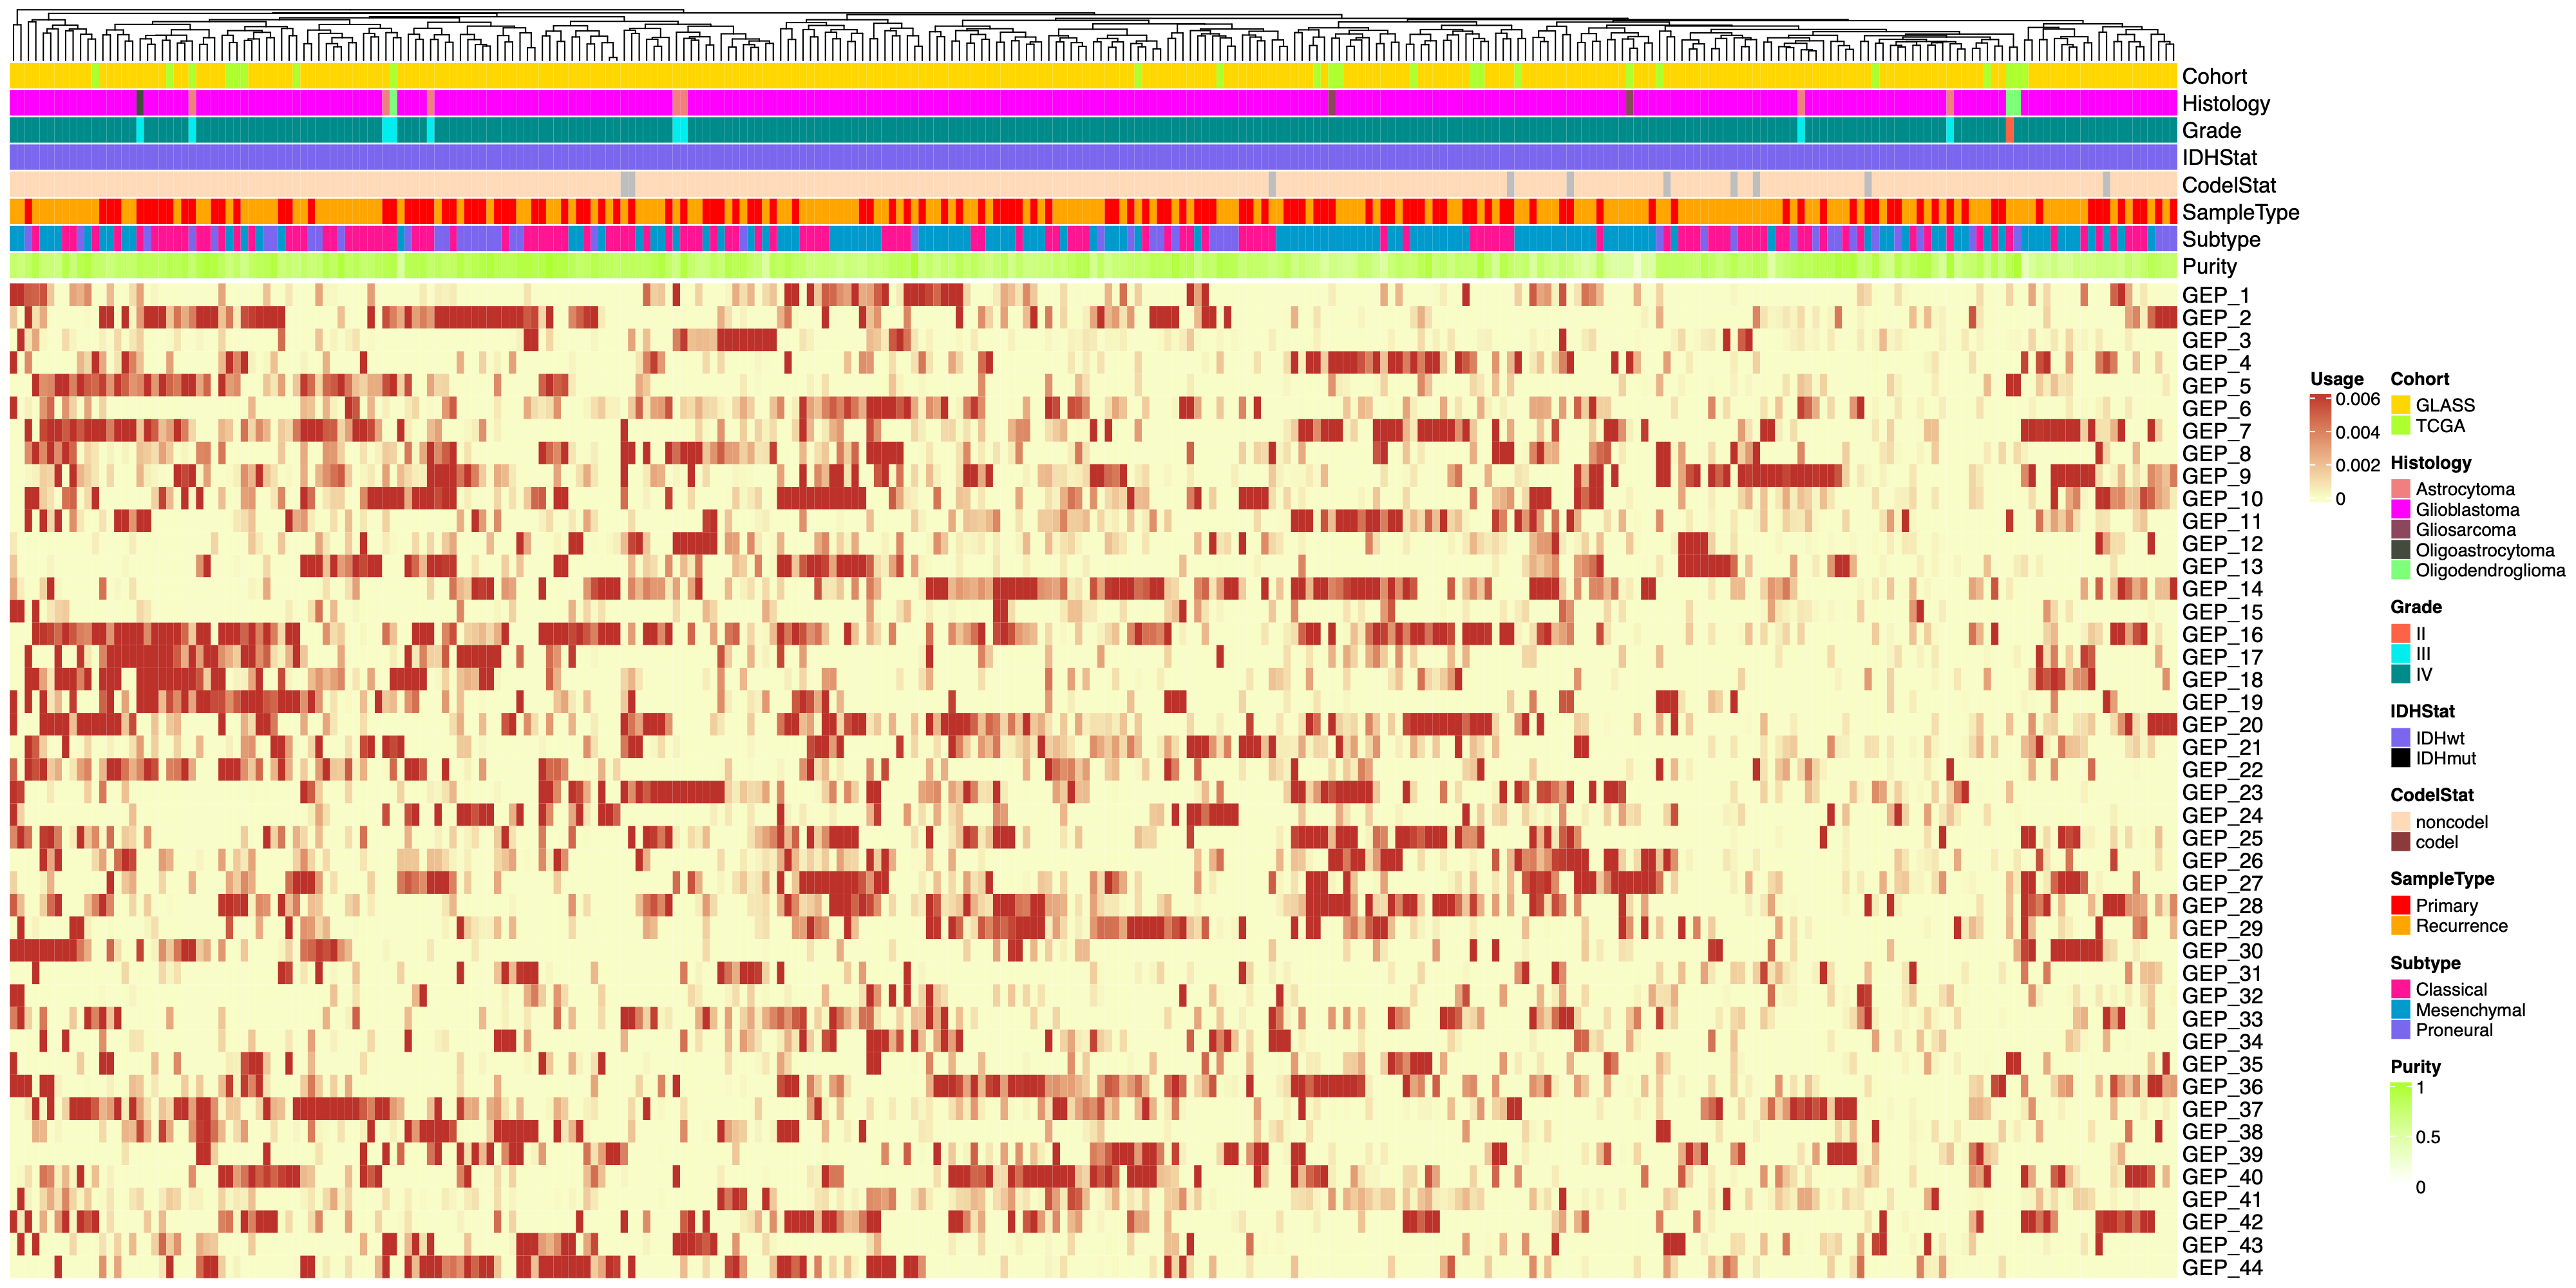 Cohort
Histology
Grade
IDHStat
CodelStat
SampleType
Subtype
Purity
GEP_1
GEP_2
GEP_3
GEP_4
GEP_5
GEP_6
GEP_7
GEP_8
GEP_9
GEP_10
GEP_11
GEP_12
GEP_13
GEP_14
GEP_15
GEP_16
GEP_17
GEP_18
GEP_19
GEP_20
GEP_21
GEP_22
GEP_23
GEP_24
GEP_25
GEP_26
GEP_27
GEP_28
GEP_29
GEP_30
GEP_31
GEP_32
GEP_33
GEP_34
GEP_35
GEP_36
GEP_37
GEP_38
GEP_39
GEP_40
GEP_41
GEP_42
GEP_43
GEP_44
Usage
0.006
0.004
0.002
0
Cohort
GLASS
TCGA
Histology
Astrocytoma
Glioblastoma
Gliosarcoma
Oligoastrocytoma
Oligodendroglioma
Grade
II
III
IV
IDHStat
IDHwt
IDHmut
CodelStat
noncodel
codel
SampleType
Primary
Recurrence
Subtype
Classical
Mesenchymal
Proneural
Purity
1
0.5
0